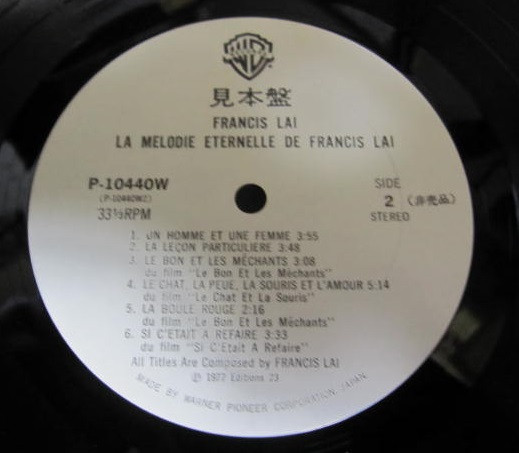 見本盤
FRANCIS LAI
LA MELODIE ETERNELLE DE FRANCIS LAI
P-10440W
(P-10440W2)
33⅓RPM
SIDE
2 (非売品)
STEREO
1. UN HOMME ET UNE FEMME 3:55
2. LA LEÇON PARTICULIERE 3:48
3. LE BON ET LES MÉCHANTS 3:08
du film "Le Bon Et Les Méchants"
4. LE CHAT, LA PEUE, LA SOURIS ET L'AMOUR 5:14
du film "Le Chat Et La Souris"
5. LA BOULE ROUGE 2:16
du film "Le Bon Et Les Méchants"
6. SI C'ETAIT A REFAIRE 3:33
du film "Si C'Etait A Refaire"
All Titles Are Composed by FRANCIS LAI
℗ 1977 Editions 23
MADE BY WARNER PIONEER CORPORATION, JAPAN